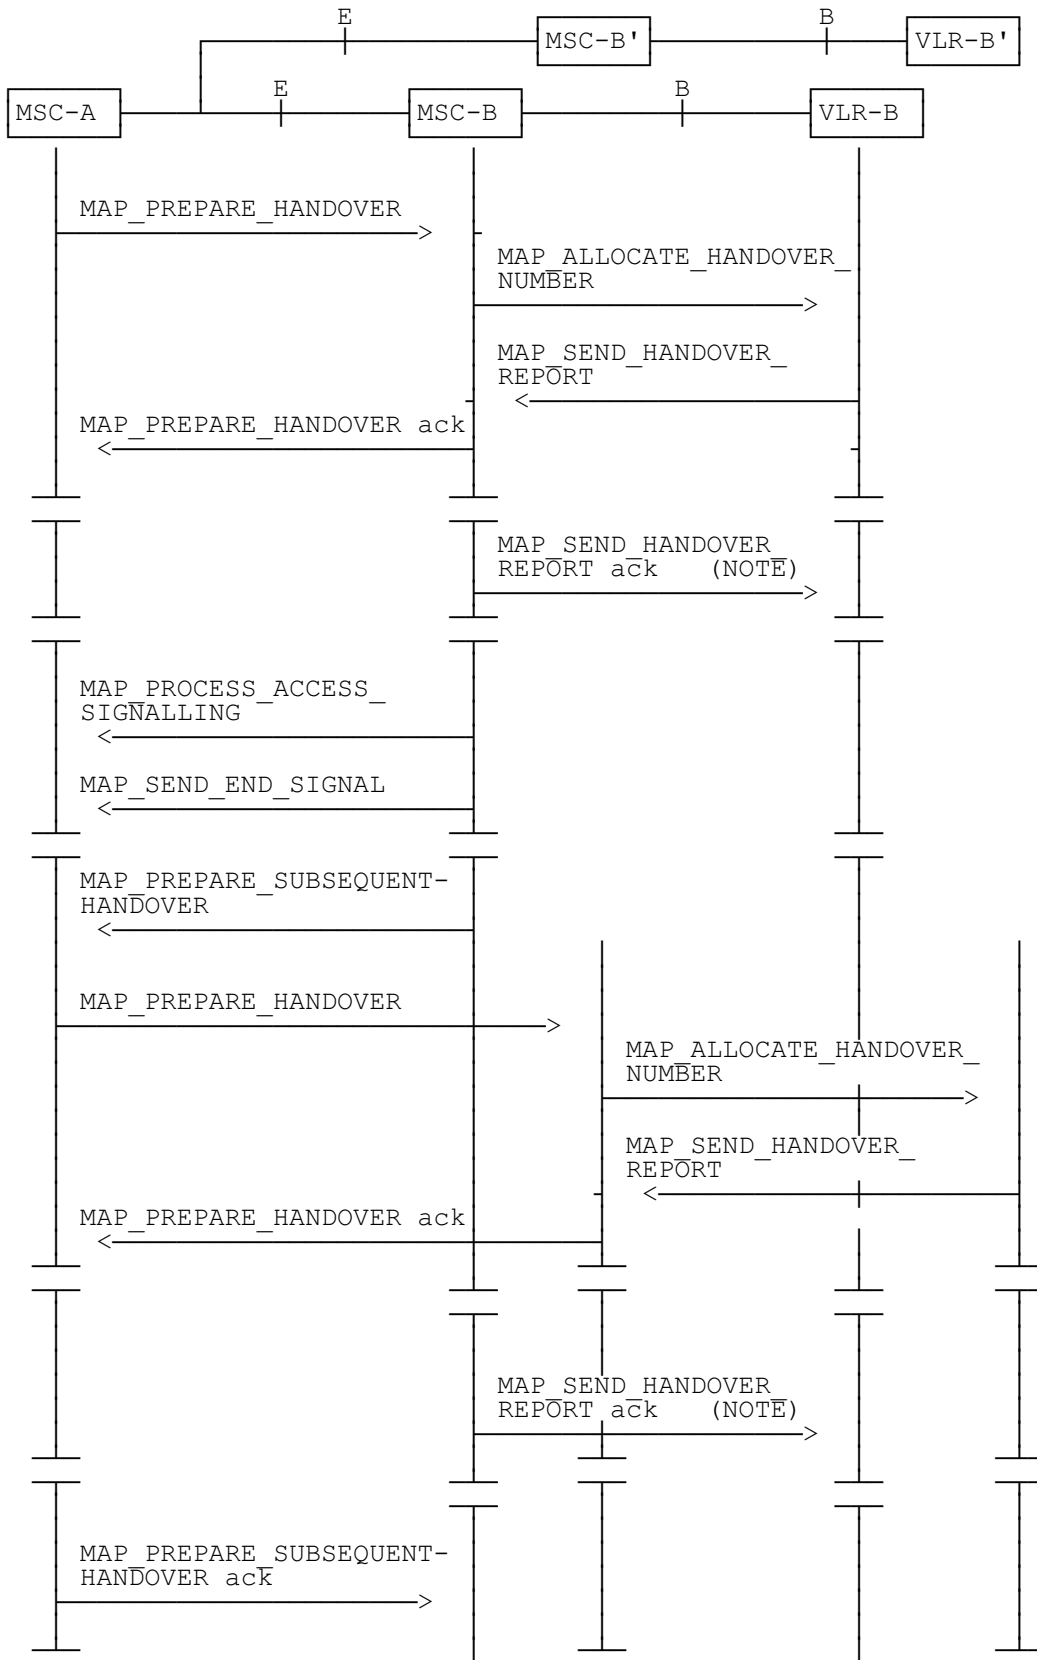 E
B
MSC-B'
VLR-B'
E
B
MSC-A
MSC-B
VLR-B
MAP_PREPARE_HANDOVER
MAP_ALLOCATE_HANDOVER_
NUMBER
MAP_SEND_HANDOVER_
REPORT
MAP_PREPARE_HANDOVER ack
MAP_SEND_HANDOVER_
REPORT ack (NOTE)
MAP_PROCESS_ACCESS_
SIGNALLING
MAP_SEND_END_SIGNAL
MAP_PREPARE_SUBSEQUENT-
HANDOVER
MAP_PREPARE_HANDOVER
MAP_ALLOCATE_HANDOVER_
NUMBER
MAP_SEND_HANDOVER_
REPORT
MAP_PREPARE_HANDOVER ack
MAP_SEND_HANDOVER_
REPORT ack (NOTE)
MAP_PREPARE_SUBSEQUENT-
HANDOVER ack